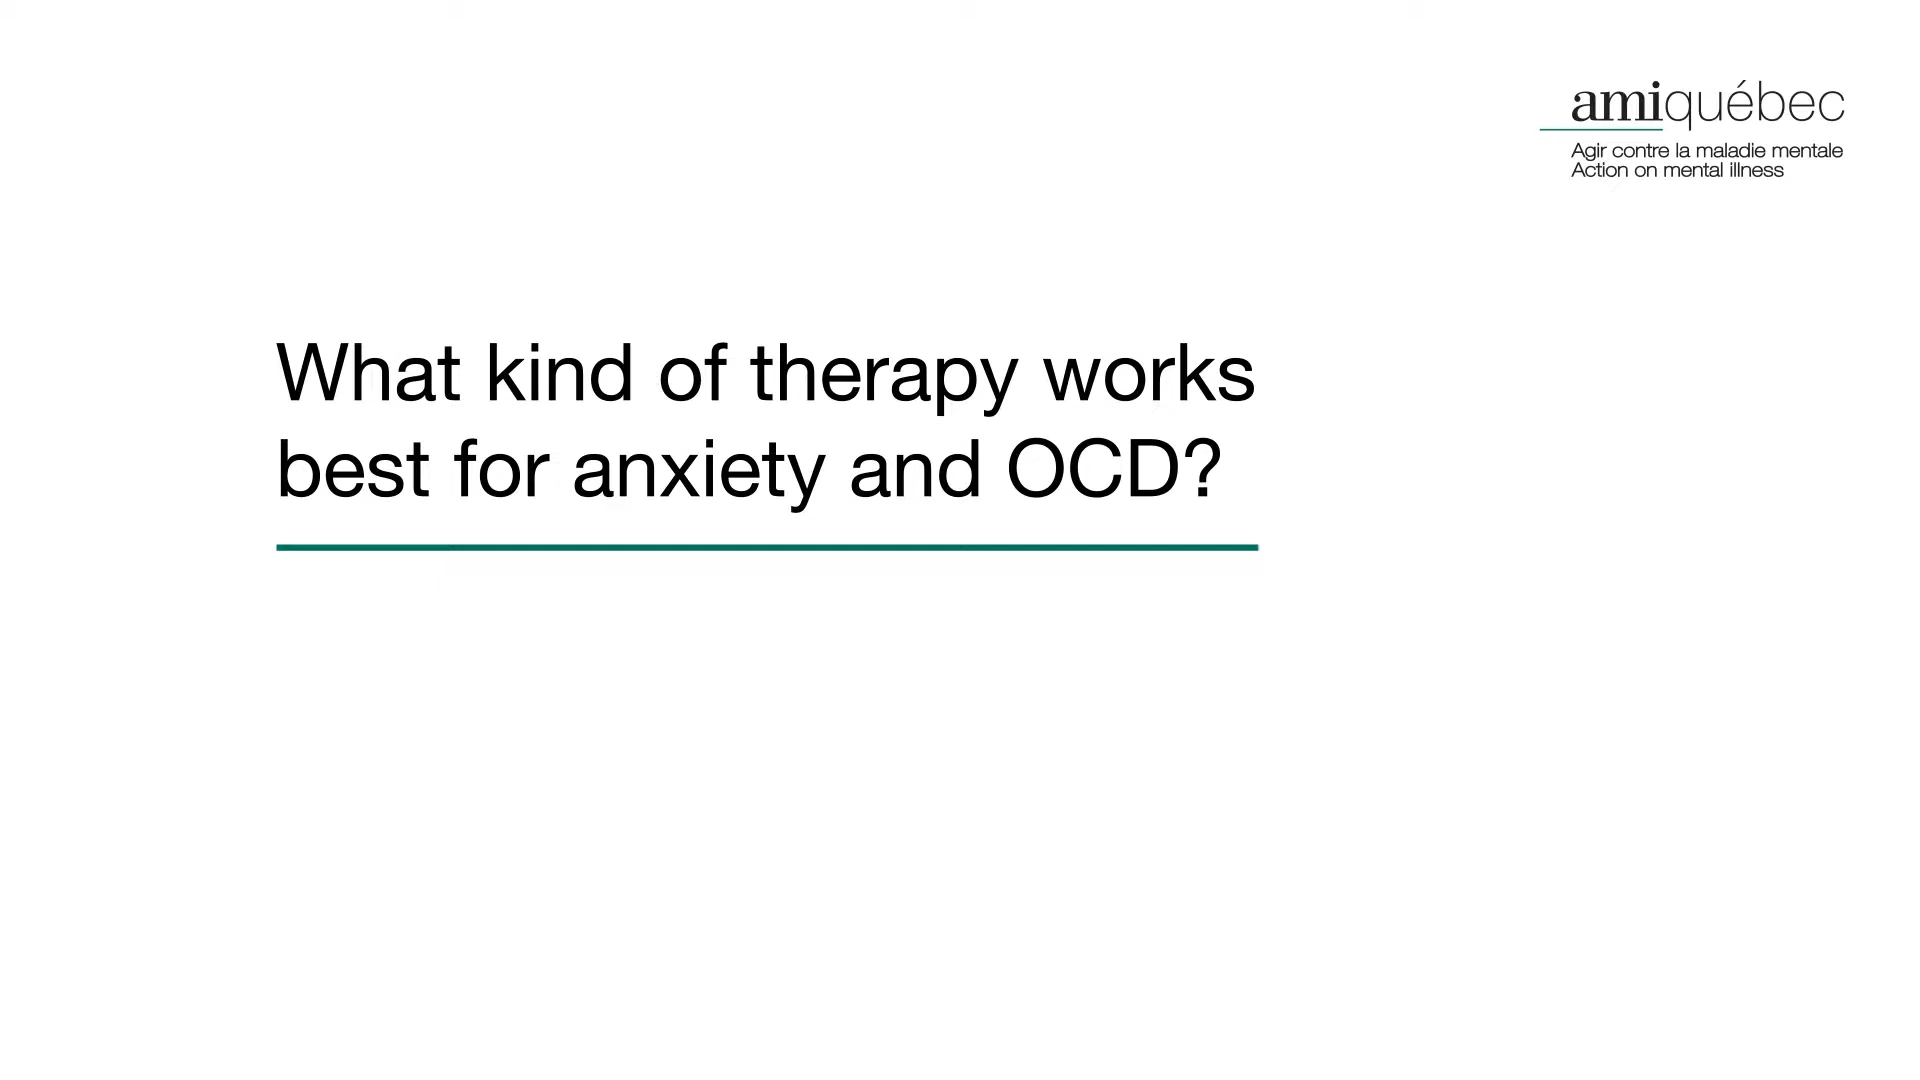 amiquébec
Agir contre la maladie mentale
Action on mental illness
What kind of therapy works
best for anxiety and OCD?